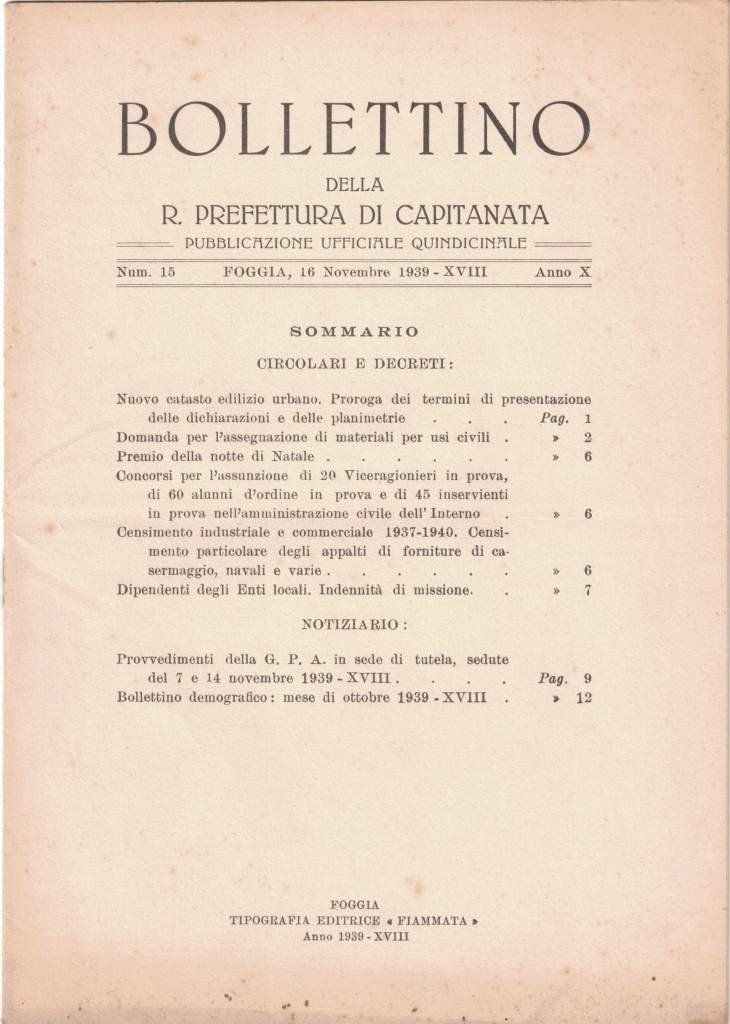 BOLLETTINO
DELLA
R. PREFETTURA DI CAPITANATA
PUBBLICAZIONE UFFICIALE QUINDICINALE
Num. 15 FOGGIA, 16 Novembre 1939 - XVIII Anno X
SOMMARIO
CIRCOLARI E DECRETI :
Nuovo catasto edilizio urbano. Proroga dei termini di presentazione
delle dichiarazioni e delle planimetrie . . . Pag. 1
Domanda per l'assegnazione di materiali per usi civili . » 2
Premio della notte di Natale . . . . . . » 6
Concorsi per l'assunzione di 20 Viceragionieri in prova,
di 60 alunni d'ordine in prova e di 45 inservienti
in prova nell'amministrazione civile dell'Interno . » 6
Censimento industriale e commerciale 1937-1940. Censi-
mento particolare degli appalti di forniture di ca-
sermaggio, navali e varie . . . . . . » 6
Dipendenti degli Enti locali. Indennità di missione. . » 7
NOTIZIARIO :
Provvedimenti della G. P. A. in sede di tutela, sedute
del 7 e 14 novembre 1939 - XVIII . . . . Pag. 9
Bollettino demografico : mese di ottobre 1939 - XVIII . » 12
FOGGIA
TIPOGRAFIA EDITRICE « FIAMMATA »
Anno 1939 - XVIII